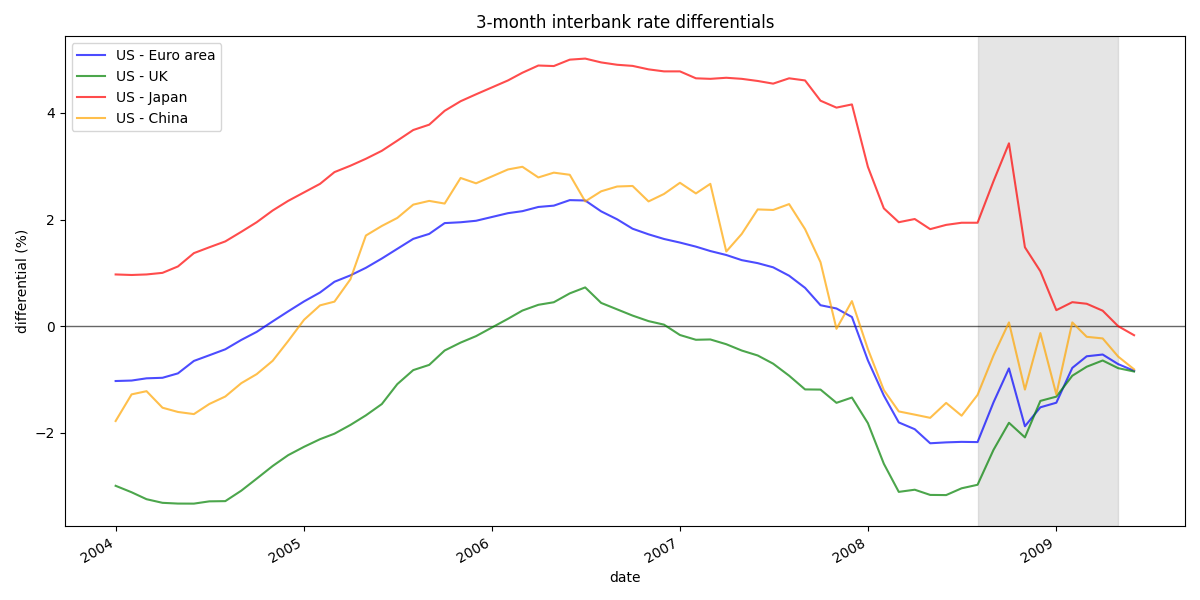 3-month interbank rate differentials
US - Euro area
US - UK
US - Japan
US - China
differential (%)
4
2
0
−2
2004
2005
2006
2007
2008
2009
date